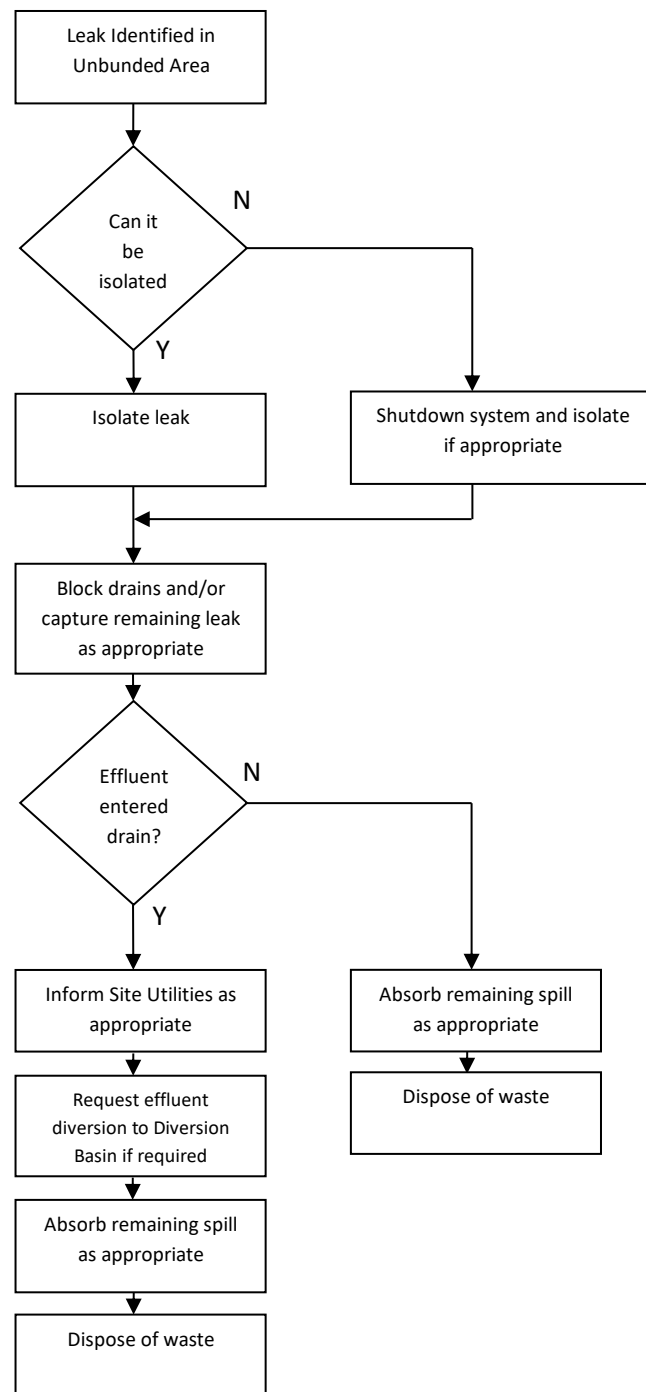 Leak Identified in
Unbunded Area
Can it
be
isolated
N
Y
Isolate leak
Shutdown system and isolate
if appropriate
Block drains and/or
capture remaining leak
as appropriate
Effluent
entered
drain?
N
Y
Inform Site Utilities as
appropriate
Absorb remaining spill
as appropriate
Request effluent
diversion to Diversion
Basin if required
Dispose of waste
Absorb remaining spill
as appropriate
Dispose of waste